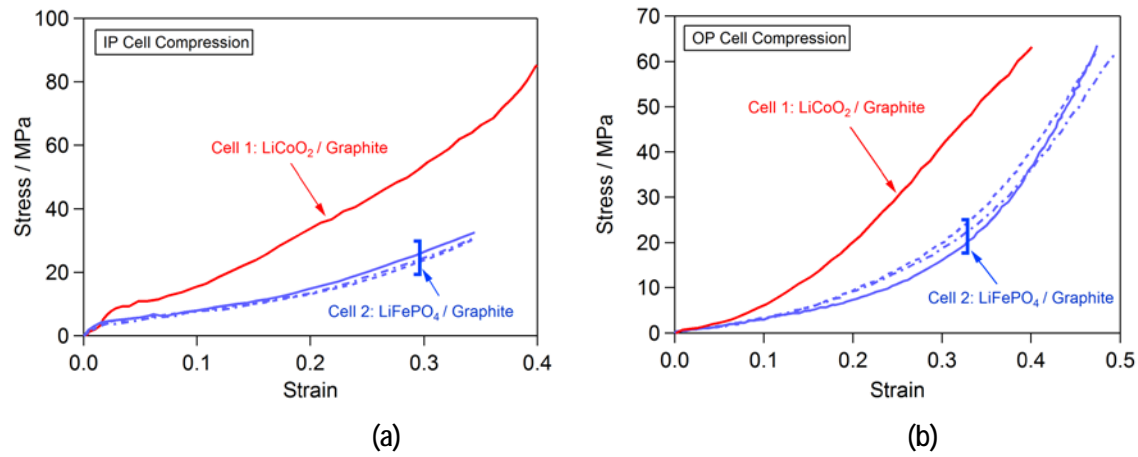 IP Cell Compression
Stress / MPa
100
80
60
40
20
0
Cell 1: LiCoO₂ / Graphite
Cell 2: LiFePO₄ / Graphite
0.0 0.1 0.2 0.3 0.4
Strain
(a)
OP Cell Compression
Stress / MPa
70
60
50
40
30
20
10
0
Cell 1: LiCoO₂ / Graphite
Cell 2: LiFePO₄ / Graphite
0.0 0.1 0.2 0.3 0.4 0.5
Strain
(b)